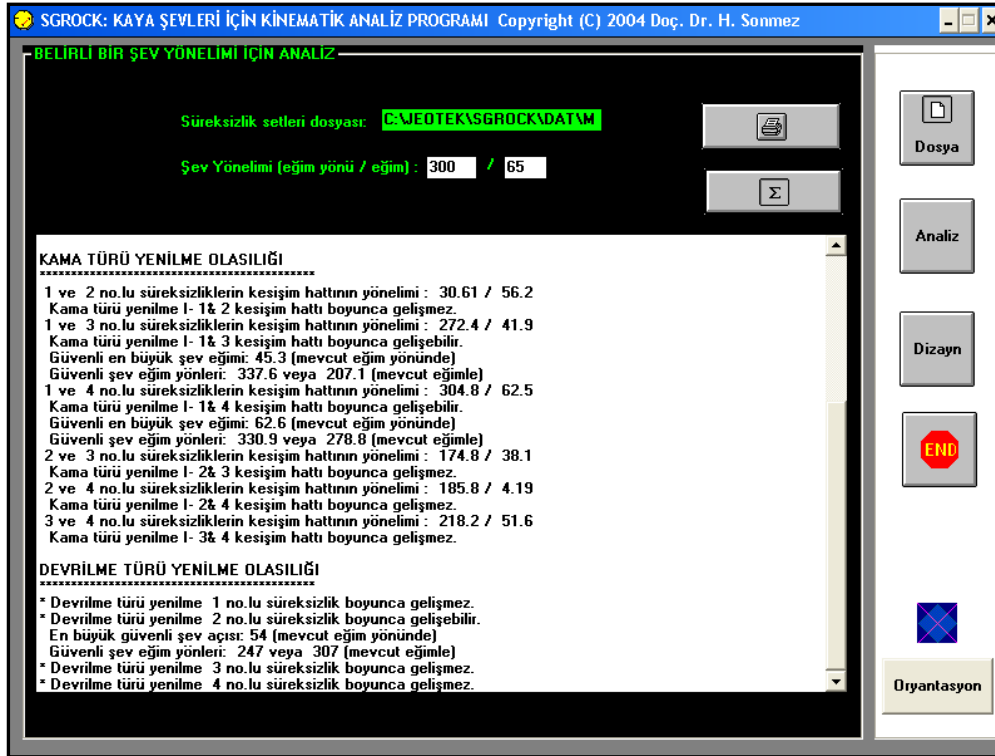 SGROCK: KAYA ŞEVLERİ İÇİN KİNEMATİK ANALİZ PROGRAMI Copyright (C) 2004 Doç. Dr. H. Sonmez
BELİRLİ BİR ŞEV YÖNELİMİ İÇİN ANALİZ
Süreksizlik setleri dosyası: C:\JEOTEK\SGROCK\DAT\M
Şev Yönelimi (eğim yönü / eğim) : 300 / 65
Σ
KAMA TÜRÜ YENİLME OLASILIĞI
********************************************
1 ve 2 no.lu süreksizliklerin kesişim hattının yönelimi : 30.61 / 56.2
Kama türü yenilme I- 1& 2 kesişim hattı boyunca gelişmez.
1 ve 3 no.lu süreksizliklerin kesişim hattının yönelimi : 272.4 / 41.9
Kama türü yenilme I- 1& 3 kesişim hattı boyunca gelişebilir.
Güvenli en büyük şev eğimi: 45.3 (mevcut eğim yönünde)
Güvenli şev eğim yönleri: 337.6 veya 207.1 (mevcut eğimle)
1 ve 4 no.lu süreksizliklerin kesişim hattının yönelimi : 304.8 / 62.5
Kama türü yenilme I- 1& 4 kesişim hattı boyunca gelişebilir.
Güvenli en büyük şev eğimi: 62.6 (mevcut eğim yönünde)
Güvenli şev eğim yönleri: 330.9 veya 278.8 (mevcut eğimle)
2 ve 3 no.lu süreksizliklerin kesişim hattının yönelimi : 174.8 / 38.1
Kama türü yenilme I- 2& 3 kesişim hattı boyunca gelişmez.
2 ve 4 no.lu süreksizliklerin kesişim hattının yönelimi : 185.8 / 4.19
Kama türü yenilme I- 2& 4 kesişim hattı boyunca gelişmez.
3 ve 4 no.lu süreksizliklerin kesişim hattının yönelimi : 218.2 / 51.6
Kama türü yenilme I- 3& 4 kesişim hattı boyunca gelişmez.
DEVRİLME TÜRÜ YENİLME OLASILIĞI
********************************************
* Devrilme türü yenilme 1 no.lu süreksizlik boyunca gelişmez.
* Devrilme türü yenilme 2 no.lu süreksizlik boyunca gelişebilir.
En büyük güvenli şev açısı: 54 (mevcut eğim yönünde)
Güvenli şev eğim yönleri: 247 veya 307 (mevcut eğimle)
* Devrilme türü yenilme 3 no.lu süreksizlik boyunca gelişmez.
* Devrilme türü yenilme 4 no.lu süreksizlik boyunca gelişmez.
Dosya
Analiz
Dizayn
END
Oryantasyon